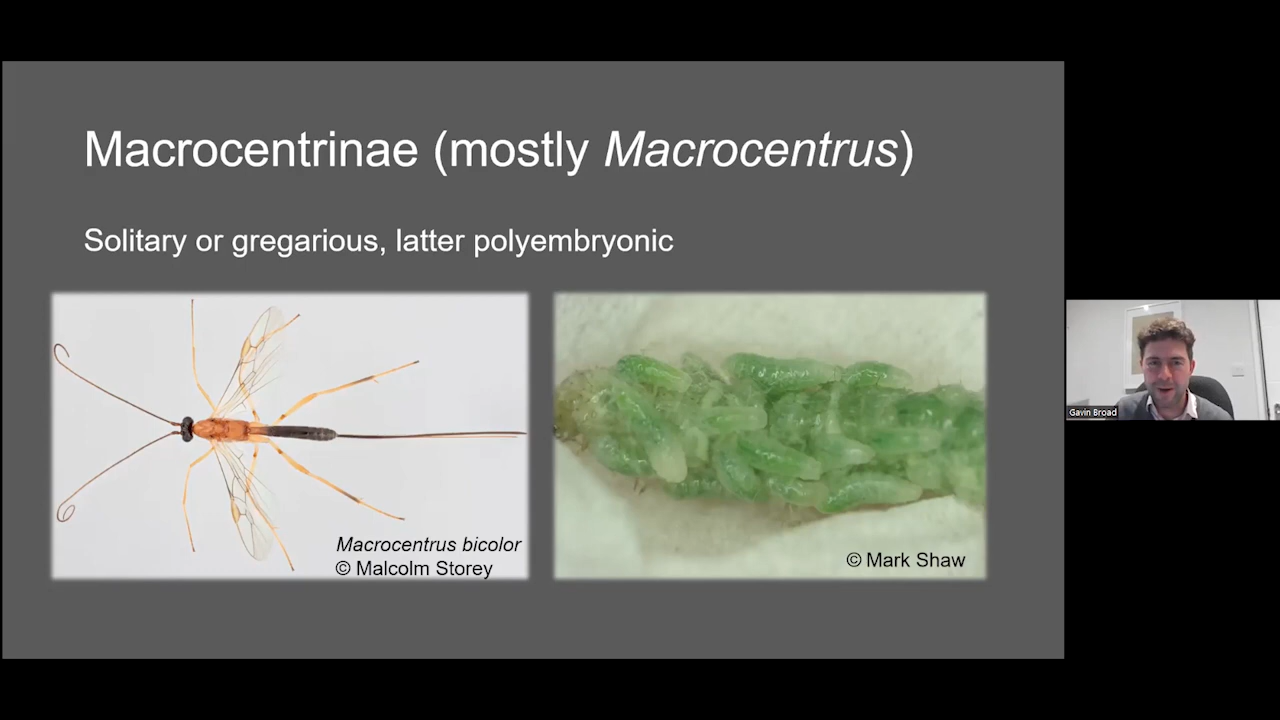 Macrocentrinae (mostly Macrocentrus)
Solitary or gregarious, latter polyembryonic
Macrocentrus bicolor
© Malcolm Storey
© Mark Shaw
Gavin Broad